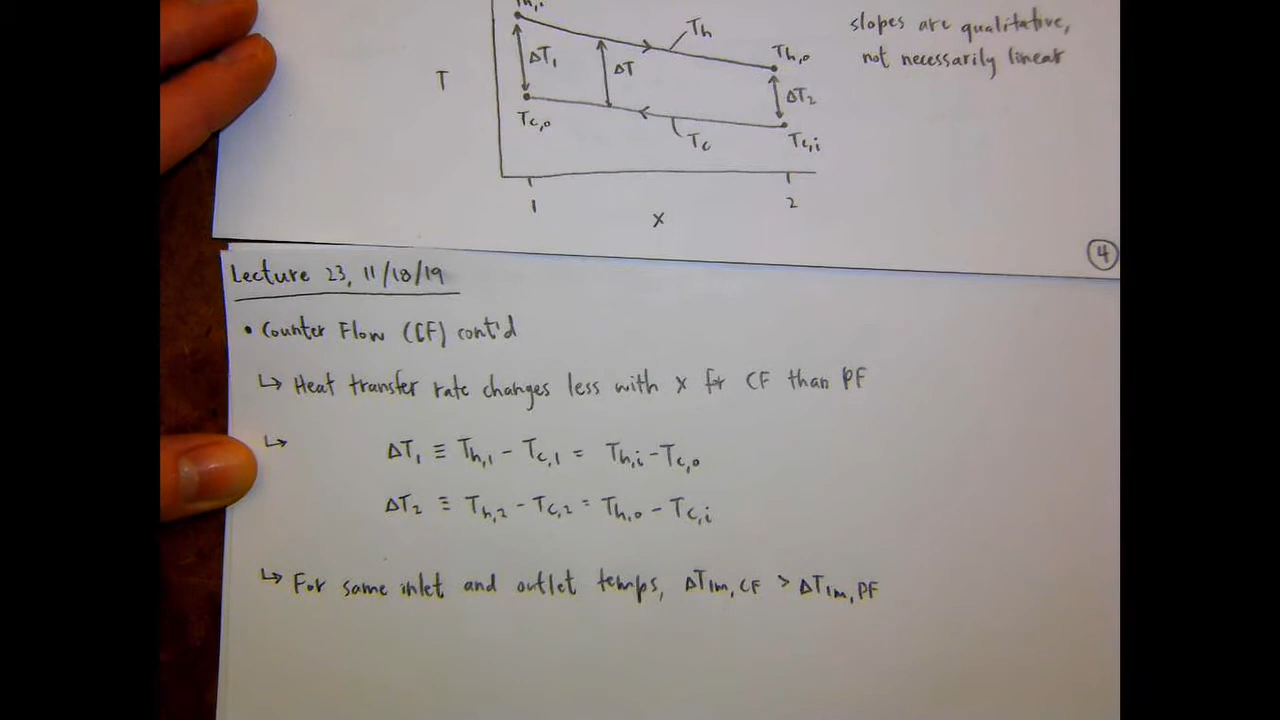 Th,i
Th
slopes are qualitative,
not necessarily linear
Th,o
ΔT1
ΔT
T
ΔT2
Tc,o
Tc
Tc,i
1
2
x
4
Lecture 23, 11/18/19
• Counter Flow (CF) cont'd
↳ Heat transfer rate changes less with x for CF than PF
↳ ΔT1 ≡ Th,1 - Tc,1 = Th,i - Tc,o
ΔT2 ≡ Th,2 - Tc,2 = Th,o - Tc,i
↳ For same inlet and outlet temps, ΔTlm,CF > ΔTlm,PF